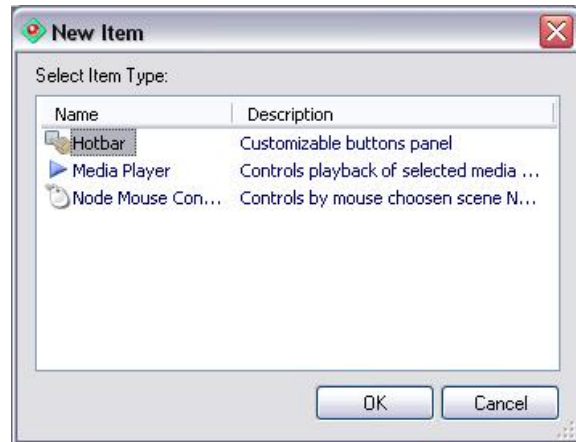 New Item
Select Item Type:
Name Description
Hotbar Customizable buttons panel
Media Player Controls playback of selected media ...
Node Mouse Con... Controls by mouse choosen scene N...
OK Cancel